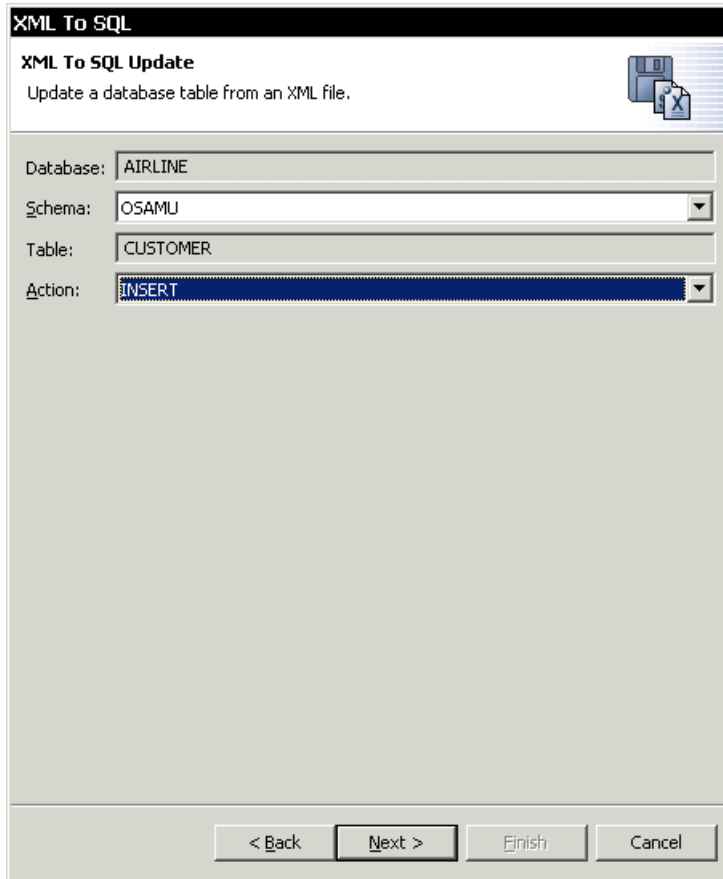 XML To SQL
XML To SQL Update
Update a database table from an XML file.
Database: AIRLINE
Schema: OSAMU
Table: CUSTOMER
Action: INSERT
< Back Next > Finish Cancel